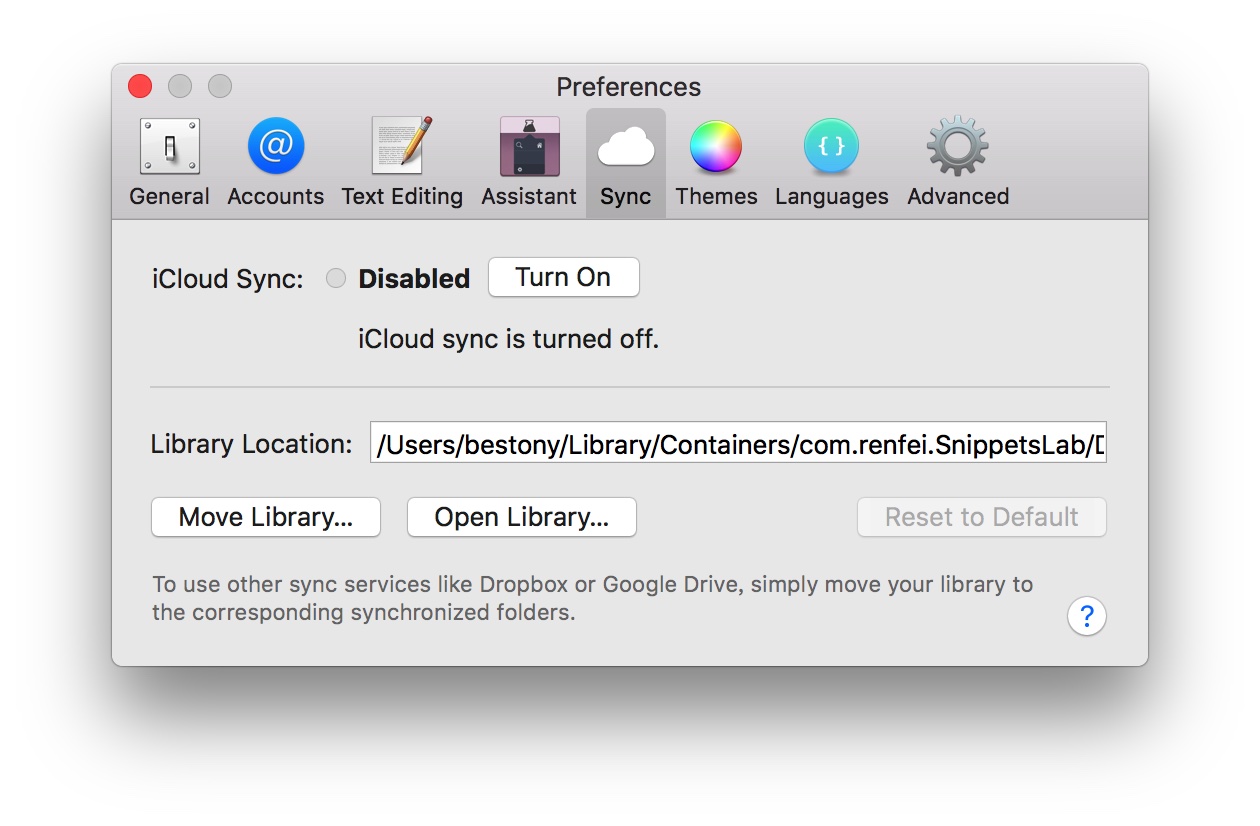 Preferences
General Accounts Text Editing Assistant Sync Themes Languages Advanced
iCloud Sync: Disabled Turn On
iCloud sync is turned off.
Library Location: /Users/bestony/Library/Containers/com.renfei.SnippetsLab/D
Move Library... Open Library... Reset to Default
To use other sync services like Dropbox or Google Drive, simply move your library to
the corresponding synchronized folders.
?